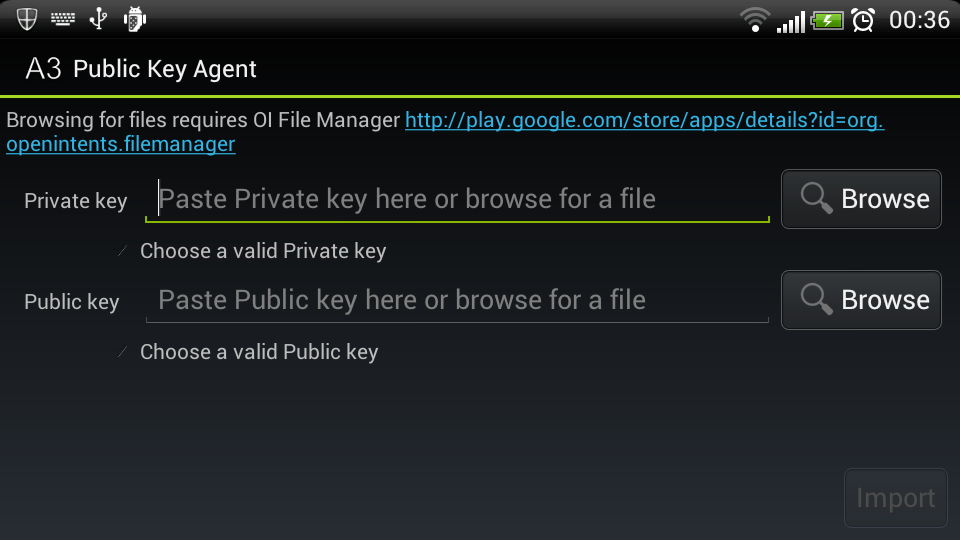 00:36
A3 Public Key Agent
Browsing for files requires OI File Manager http://play.google.com/store/apps/details?id=org.
openintents.filemanager
Private key Paste Private key here or browse for a file Browse
Choose a valid Private key
Public key Paste Public key here or browse for a file Browse
Choose a valid Public key
Import